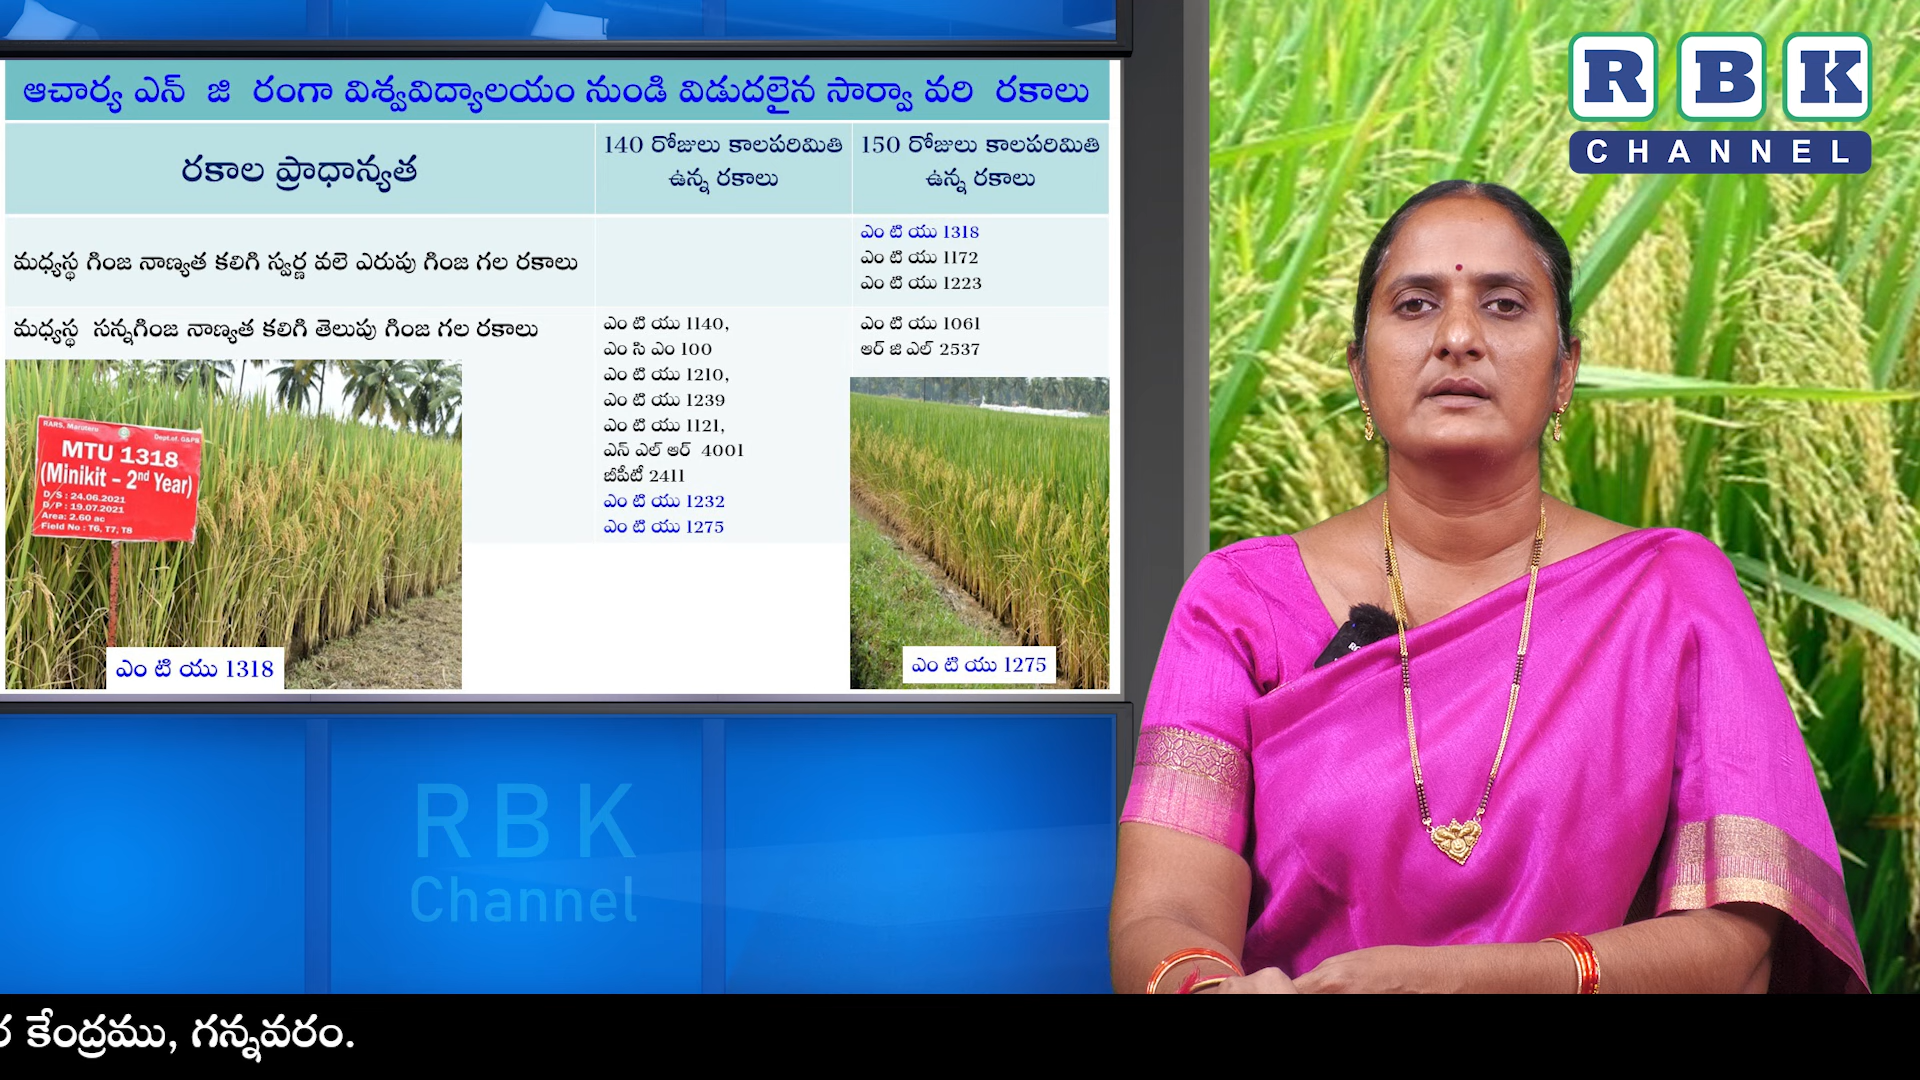 ఆచార్య ఎన్ జి రంగా విశ్వవిద్యాలయం నుండి విడుదలైన సార్వా వరి రకాలు
రకాల ప్రాధాన్యత
140 రోజులు కాలపరిమితి
ఉన్న రకాలు
150 రోజులు కాలపరిమితి
ఉన్న రకాలు
మధ్యస్థ గింజ నాణ్యత కలిగి స్వర్ణ వలె ఎరుపు గింజ గల రకాలు
ఎం టి యు 1318
ఎం టి యు 1172
ఎం టి యు 1223
మధ్యస్థ సన్నగింజ నాణ్యత కలిగి తెలుపు గింజ గల రకాలు
ఎం టి యు 1140,
ఎం సి ఎం 100
ఎం టి యు 1210,
ఎం టి యు 1239
ఎం టి యు 1121,
ఎన్ ఎల్ ఆర్ 4001
బీపీటీ 2411
ఎం టి యు 1232
ఎం టి యు 1275
ఎం టి యు 1061
ఆర్ జి ఎల్ 2537
RARS, Maruteru
Dept.of. G&PB
MTU 1318
(Minikit – 2nd Year)
D/S : 24.06.2021
D/P : 19.07.2021
Area: 2.60 ac
Field No : T6, T7, T8
ఎం టి యు 1318
ఎం టి యు 1275
RBK
CHANNEL
RBK
Channel
కేంద్రము, గన్నవరం.